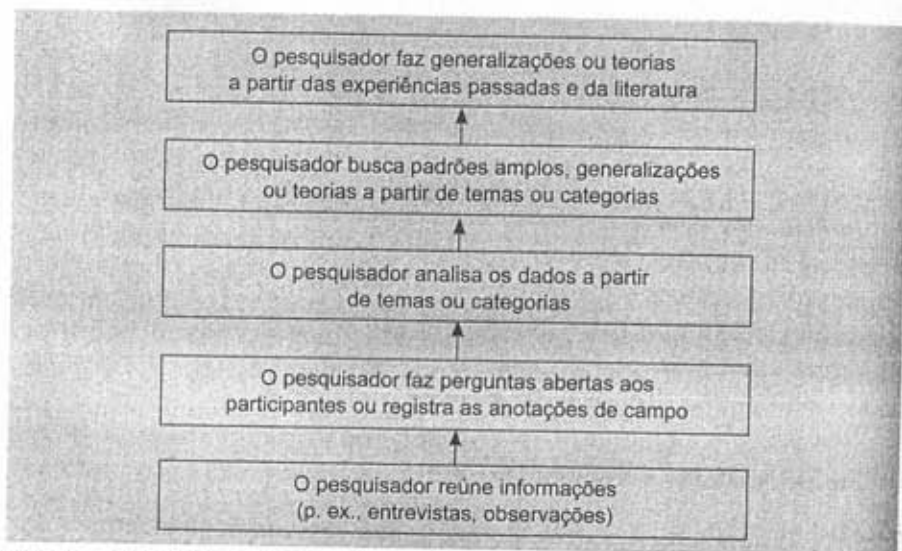 O pesquisador faz generalizações ou teorias
a partir das experiências passadas e da literatura
O pesquisador busca padrões amplos, generalizações
ou teorias a partir de temas ou categorias
O pesquisador analisa os dados a partir
de temas ou categorias
O pesquisador faz perguntas abertas aos
participantes ou registra as anotações de campo
O pesquisador reúne informações
(p. ex., entrevistas, observações)